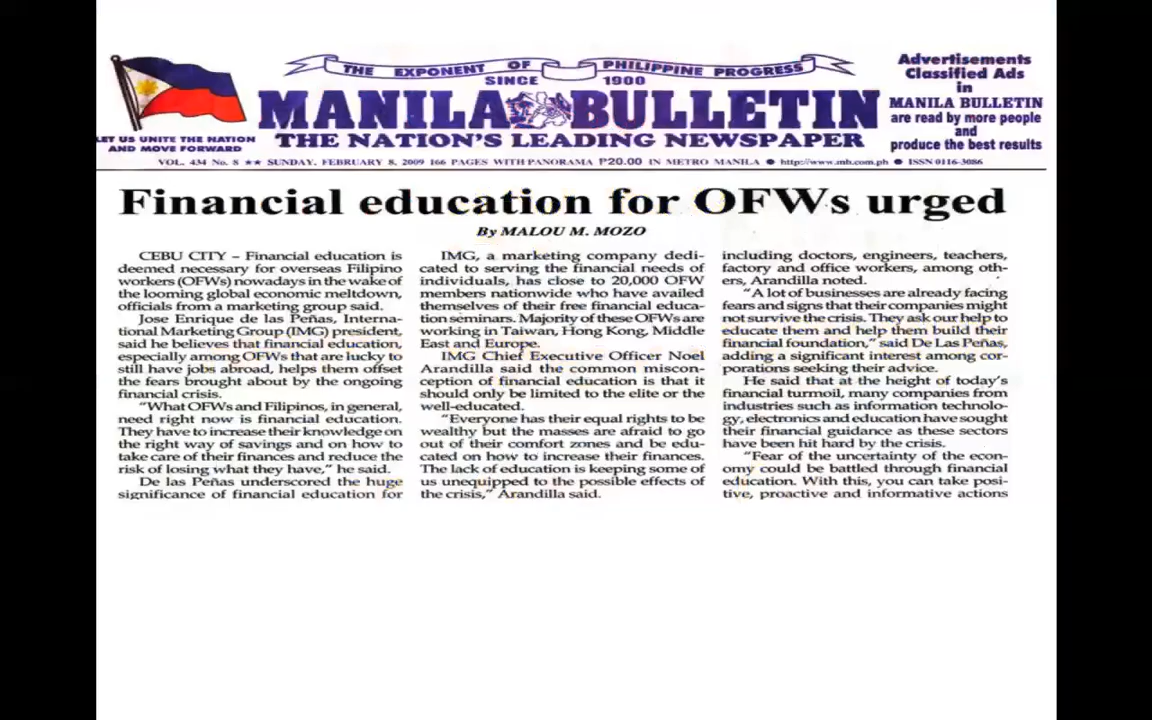 THE EXPONENT OF PHILIPPINE PROGRESS
SINCE 1900
MANILA BULLETIN
THE NATION'S LEADING NEWSPAPER
LET US UNITE THE NATION
AND MOVE FORWARD
Advertisements
Classified Ads
in
MANILA BULLETIN
are read by more people
and
produce the best results
VOL. 434 No. 8 ★★ SUNDAY, FEBRUARY 8, 2009 166 PAGES WITH PANORAMA ₱20.00 IN METRO MANILA ● http://www.mb.com.ph ● ISSN 0116-3086
Financial education for OFWs urged
By MALOU M. MOZO
CEBU CITY – Financial education is
deemed necessary for overseas Filipino
workers (OFWs) nowadays in the wake of
the looming global economic meltdown,
officials from a marketing group said.
Jose Enrique de las Peñas, Interna-
tional Marketing Group (IMG) president,
said he believes that financial education,
especially among OFWs that are lucky to
still have jobs abroad, helps them offset
the fears brought about by the ongoing
financial crisis.
“What OFWs and Filipinos, in general,
need right now is financial education.
They have to increase their knowledge on
the right way of savings and on how to
take care of their finances and reduce the
risk of losing what they have,” he said.
De las Peñas underscored the huge
significance of financial education for
IMG, a marketing company dedi-
cated to serving the financial needs of
individuals, has close to 20,000 OFW
members nationwide who have availed
themselves of their free financial educa-
tion seminars. Majority of these OFWs are
working in Taiwan, Hong Kong, Middle
East and Europe.
IMG Chief Executive Officer Noel
Arandilla said the common miscon-
ception of financial education is that it
should only be limited to the elite or the
well-educated.
“Everyone has their equal rights to be
wealthy but the masses are afraid to go
out of their comfort zones and be edu-
cated on how to increase their finances.
The lack of education is keeping some of
us unequipped to the possible effects of
the crisis,” Arandilla said.
including doctors, engineers, teachers,
factory and office workers, among oth-
ers, Arandilla noted.
“A lot of businesses are already facing
fears and signs that their companies might
not survive the crisis. They ask our help to
educate them and help them build their
financial foundation,” said De Las Peñas,
adding a significant interest among cor-
porations seeking their advice.
He said that at the height of today's
financial turmoil, many companies from
industries such as information technolo-
gy, electronics and education have sought
their financial guidance as these sectors
have been hit hard by the crisis.
“Fear of the uncertainty of the econ-
omy could be battled through financial
education. With this, you can take posi-
tive, proactive and informative actions